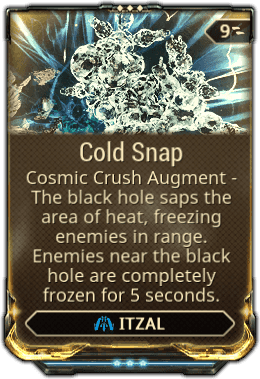 9
Cold Snap
Cosmic Crush Augment -
The black hole saps the
area of heat, freezing
enemies in range.
Enemies near the black
hole are completely
frozen for 5 seconds.
ITZAL